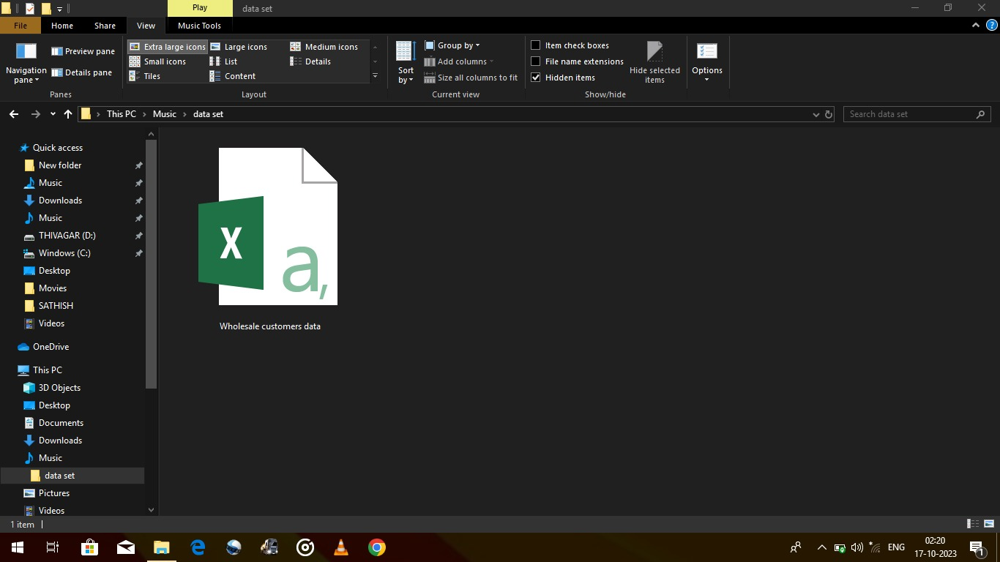 Play
data set
File
Home
Share
View
Music Tools
Navigation pane
Preview pane
Details pane
Panes
Extra large icons
Large icons
Medium icons
Small icons
List
Details
Tiles
Content
Layout
Sort by
Group by
Add columns
Size all columns to fit
Current view
Item check boxes
File name extensions
Hidden items
Hide selected items
Show/hide
Options
This PC
Music
data set
Search data set
Quick access
New folder
Music
Downloads
Music
THIVAGAR (D:)
Windows (C:)
Desktop
Movies
SATHISH
Videos
OneDrive
This PC
3D Objects
Desktop
Documents
Downloads
Music
data set
Pictures
Videos
X
a,
Wholesale customers data
1 item
ENG
02:20
17-10-2023
1